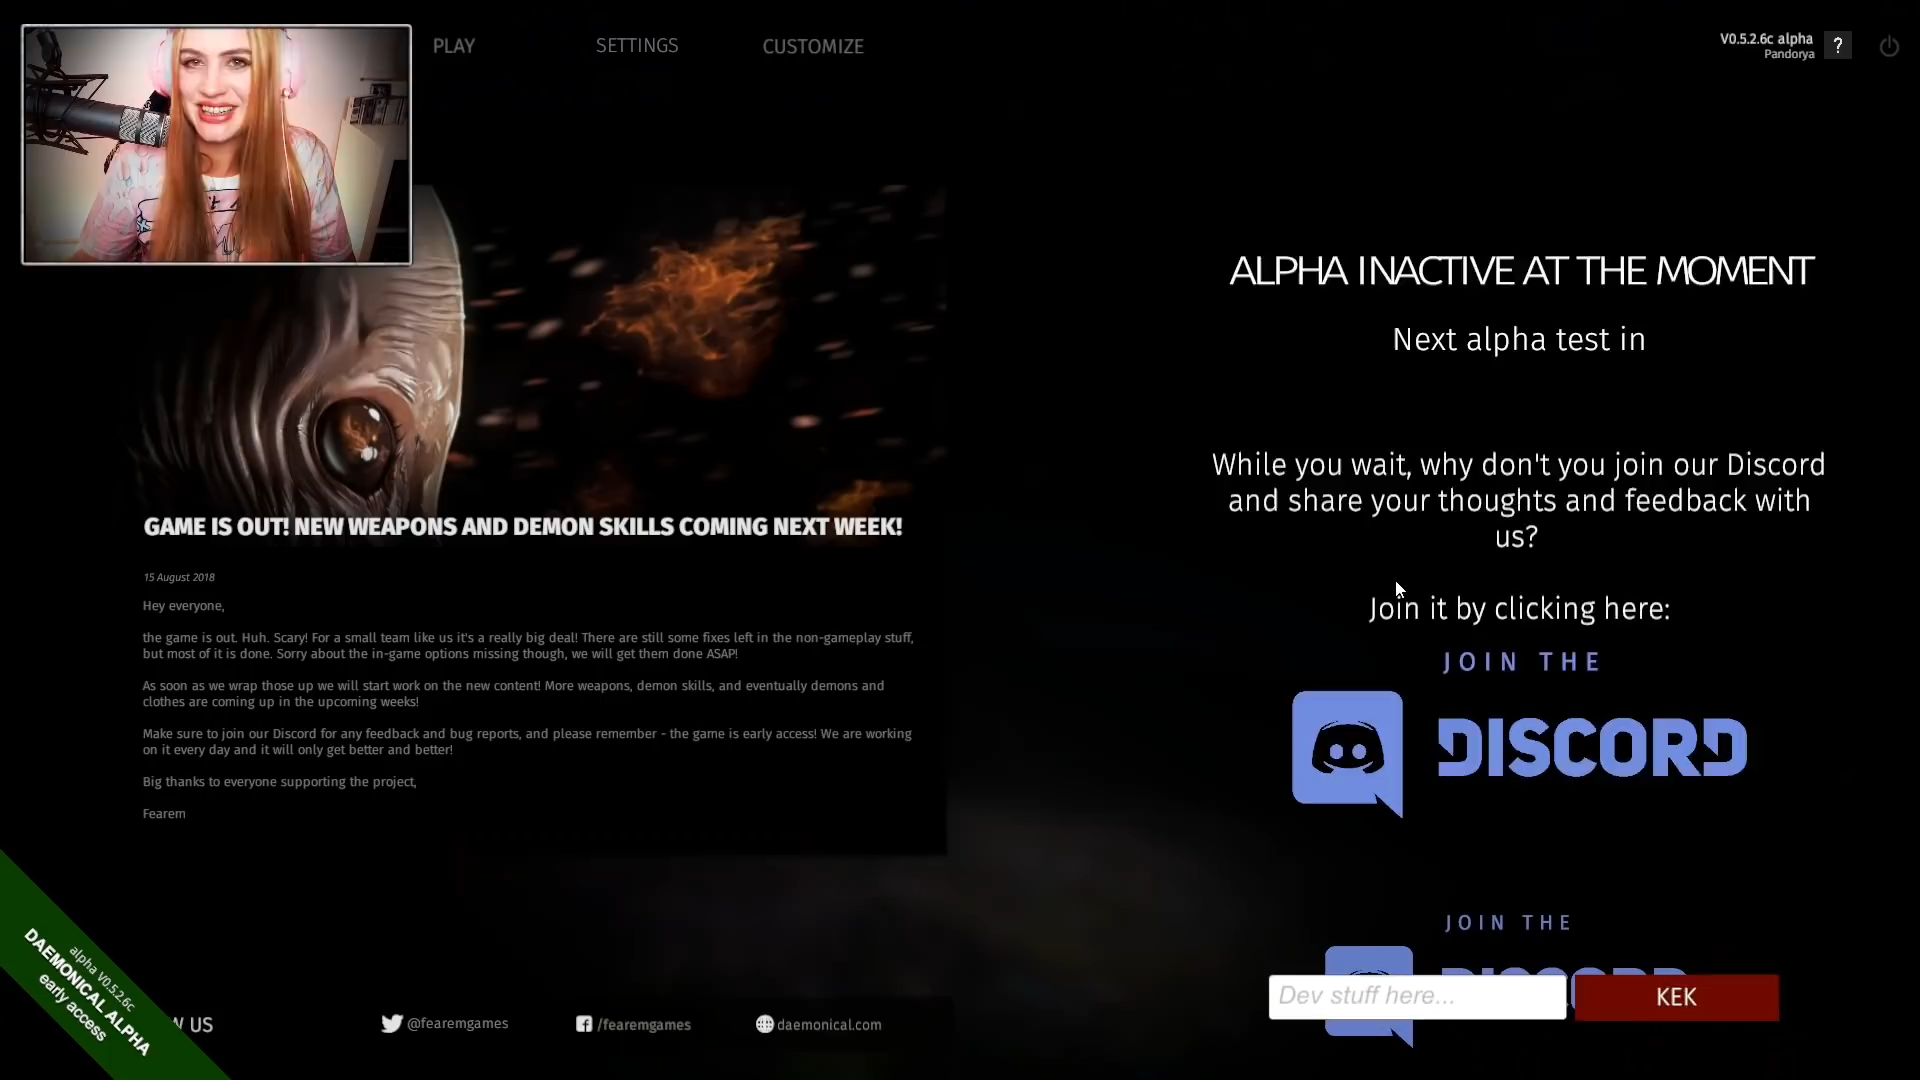 PLAY
SETTINGS
CUSTOMIZE
V0.5.2.6c alpha
Pandorya
?
ALPHA INACTIVE AT THE MOMENT
Next alpha test in
While you wait, why don't you join our Discord
and share your thoughts and feedback with
us?
Join it by clicking here:
JOIN THE
DISCORD
GAME IS OUT! NEW WEAPONS AND DEMON SKILLS COMING NEXT WEEK!
15 August 2018
Hey everyone,
the game is out. Huh. Scary! For a small team like us it's a really big deal! There are still some fixes left in the non-gameplay stuff,
but most of it is done. Sorry about the in-game options missing though, we will get them done ASAP!
As soon as we wrap those up we will start work on the new content! More weapons, demon skills, and eventually demons and
clothes are coming up in the upcoming weeks!
Make sure to join our Discord for any feedback and bug reports, and please remember - the game is early access! We are working
on it every day and it will only get better and better!
Big thanks to everyone supporting the project,
Fearem
JOIN THE
Dev stuff here...
KEK
alpha V0.5.2.6c
DAEMONICAL ALPHA
early access
US
@fearemgames
/fearemgames
daemonical.com